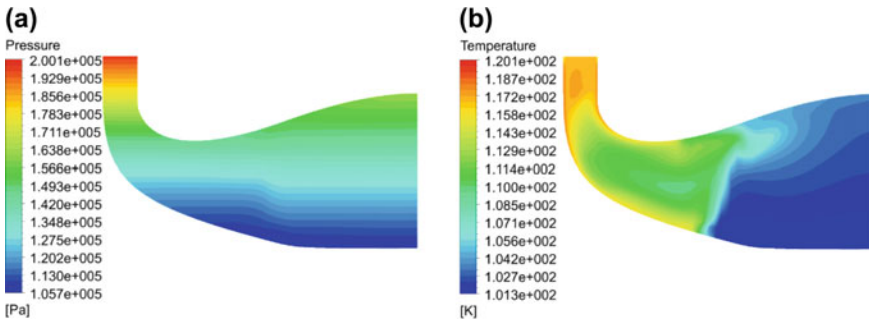 (a)
Pressure
2.001e+005
1.929e+005
1.856e+005
1.783e+005
1.711e+005
1.638e+005
1.566e+005
1.493e+005
1.420e+005
1.348e+005
1.275e+005
1.202e+005
1.130e+005
1.057e+005
[Pa]
(b)
Temperature
1.201e+002
1.187e+002
1.172e+002
1.158e+002
1.143e+002
1.129e+002
1.114e+002
1.100e+002
1.085e+002
1.071e+002
1.056e+002
1.042e+002
1.027e+002
1.013e+002
[K]